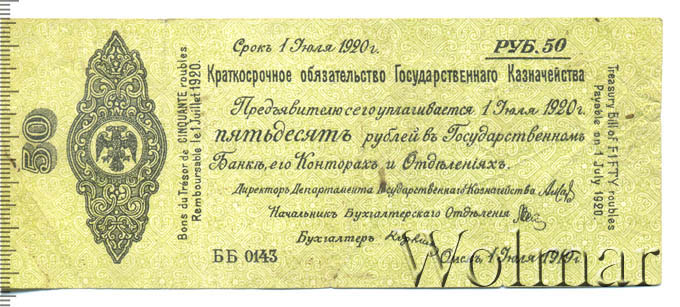 50
Bons du Trésor de CINQUANTE roubles
Remboursable le 1 Juillet 1920.
Срокъ 1 Июля 1920 г.
РУБ. 50
Краткосрочное обязательство Государственнаго Казначейства
Предъявителю сего уплачивается 1 Июля 1920 г.
пятьдесятъ рублей въ Государственномъ
Банкѣ, его Конторахъ и Отдѣленіяхъ.
Директоръ Департамента Государственнаго Казначейства
Начальникъ Бухгалтерскаго Отдѣленія
Бухгалтеръ
ББ 0143
Омскъ, 1 Июля 1919 г.
Treasury Bill of FIFTY roubles
Payable on 1 July 1920
Wolmar